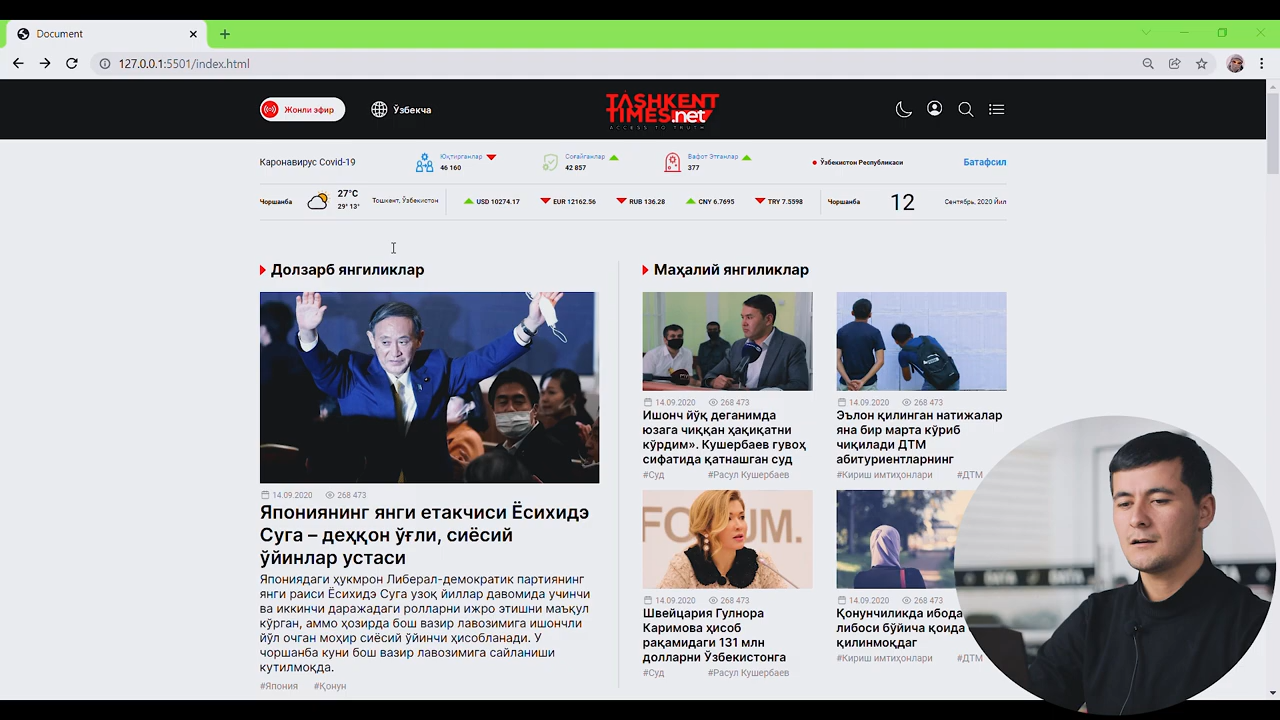 Document
127.0.0.1:5501/index.html
Жонли эфир
Ўзбекча
TASHKENT
TIMES.net
ACCESS TO TRUTH
Каронавирус Covid-19
Юқтирганлар
46 160
Соғайганлар
42 857
Вафот Этганлар
377
Ўзбекистон Республикаси
Батафсил
Чоршанба
27°C
29° 13°
Тошкент, Ўзбекистон
USD 10274.17
EUR 12162.56
RUB 136.28
CNY 6.7695
TRY 7.5598
Чоршанба
12
Сентябрь, 2020 Йил
Долзарб янгиликлар
14.09.2020 268 473
Япониянинг янги етакчиси Ёсихидэ
Суга – деҳқон ўғли, сиёсий
ўйинлар устаси
Япониядаги ҳукмрон Либерал-демократик партиянинг
янги раиси Ёсихидэ Суга узоқ йиллар давомида учинчи
ва иккинчи даражадаги ролларни ижро этишни маъқул
кўрган, аммо ҳозирда бош вазир лавозимига ишончли
йўл очган моҳир сиёсий ўйинчи ҳисобланади. У
чоршанба куни бош вазир лавозимига сайланиши
кутилмоқда.
#Япония #Қонун
Маҳалий янгиликлар
14.09.2020 268 473
Ишонч йўқ деганимда
юзага чиққан ҳақиқатни
кўрдим». Кушербаев гувоҳ
сифатида қатнашган суд
#Суд #Расул Кушербаев
14.09.2020 268 473
Эълон қилинган натижалар
яна бир марта кўриб
чиқилади ДТМ
абитуриентларнинг
#Кириш имтиҳонлари #ДТМ
FORUM.
14.09.2020 268 473
Швейцария Гулнора
Каримова ҳисоб
рақамидаги 131 млн
долларни Ўзбекистонга
#Суд #Расул Кушербаев
14.09.2020 268 473
Қонунчиликда ибода
либоси бўйича қоида
қилинмоқдаг
#Кириш имтиҳонлари #ДТМ